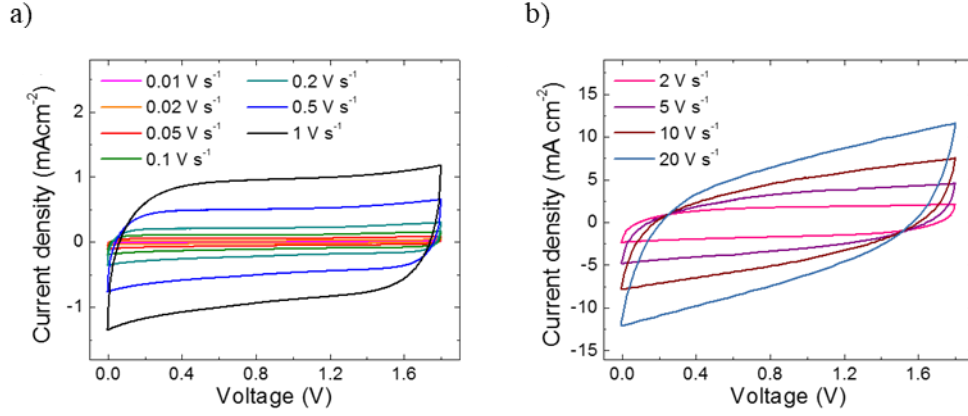 a)
b)
0.01 V s⁻¹
0.02 V s⁻¹
0.05 V s⁻¹
0.1 V s⁻¹
0.2 V s⁻¹
0.5 V s⁻¹
1 V s⁻¹
2
1
0
-1
Current density (mAcm⁻²)
0.0 0.4 0.8 1.2 1.6
Voltage (V)
2 V s⁻¹
5 V s⁻¹
10 V s⁻¹
20 V s⁻¹
15
10
5
0
-5
-10
-15
Current density (mA cm⁻²)
0.0 0.4 0.8 1.2 1.6
Voltage (V)